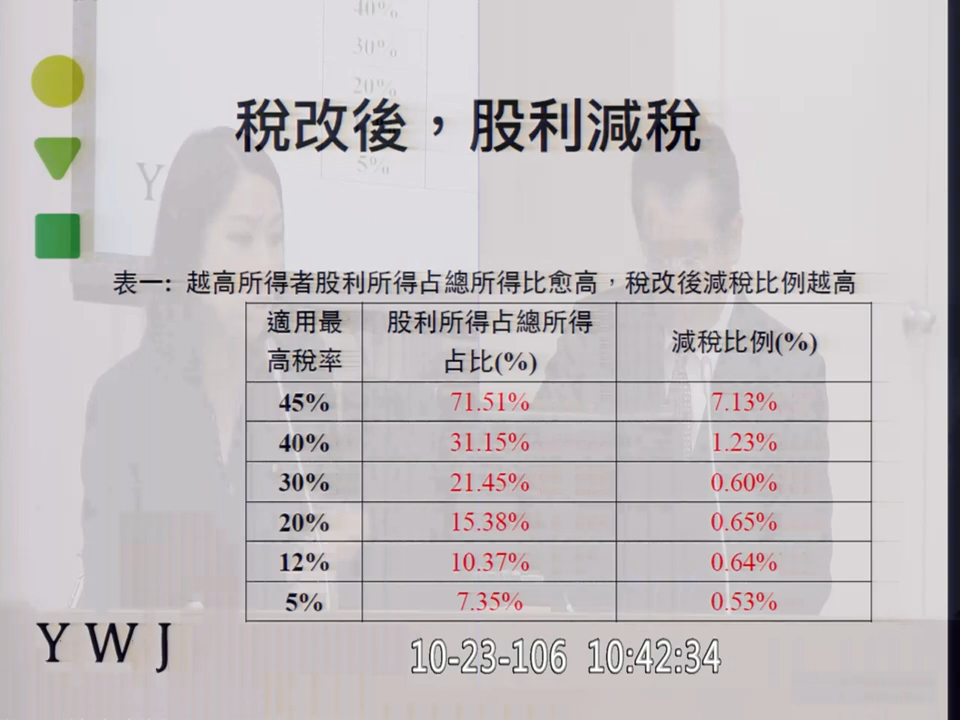 40%
30%
20%
稅改後，股利減稅
5%
Y
表一: 越高所得者股利所得占總所得比愈高，稅改後減稅比例越高
適用最高稅率 股利所得占總所得占比(%) 減稅比例(%)
45% 71.51% 7.13%
40% 31.15% 1.23%
30% 21.45% 0.60%
20% 15.38% 0.65%
12% 10.37% 0.64%
5% 7.35% 0.53%
YWJ
10-23-106 10:42:34